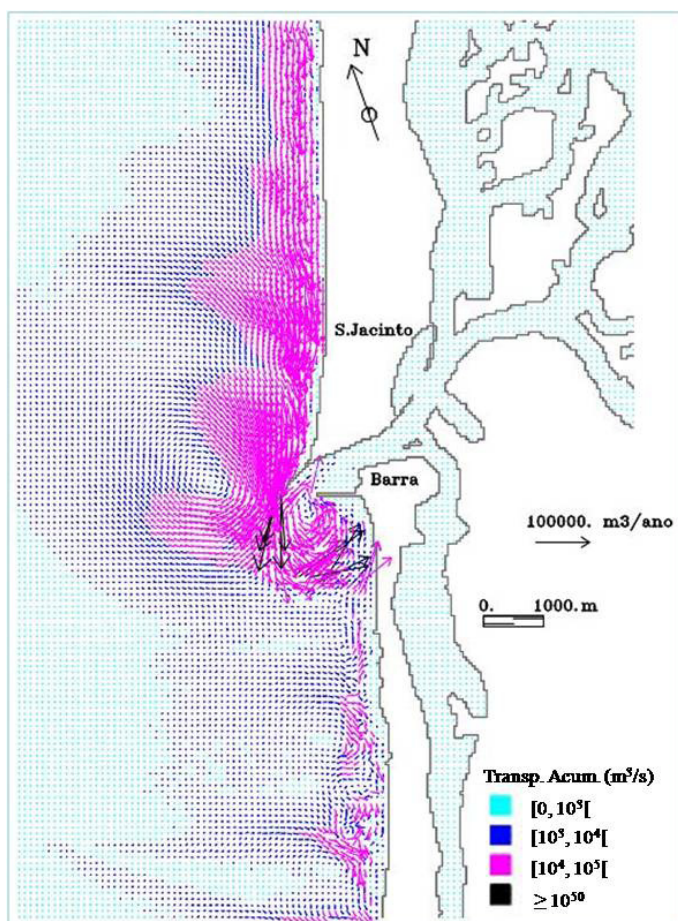 N
S.Jacinto
Barra
100000. m3/ano
0. 1000.m
Transp. Acum. (m³/s)
[0, 10³[
[10³, 10⁴[
[10⁴, 10⁵[
≥ 10⁵⁰